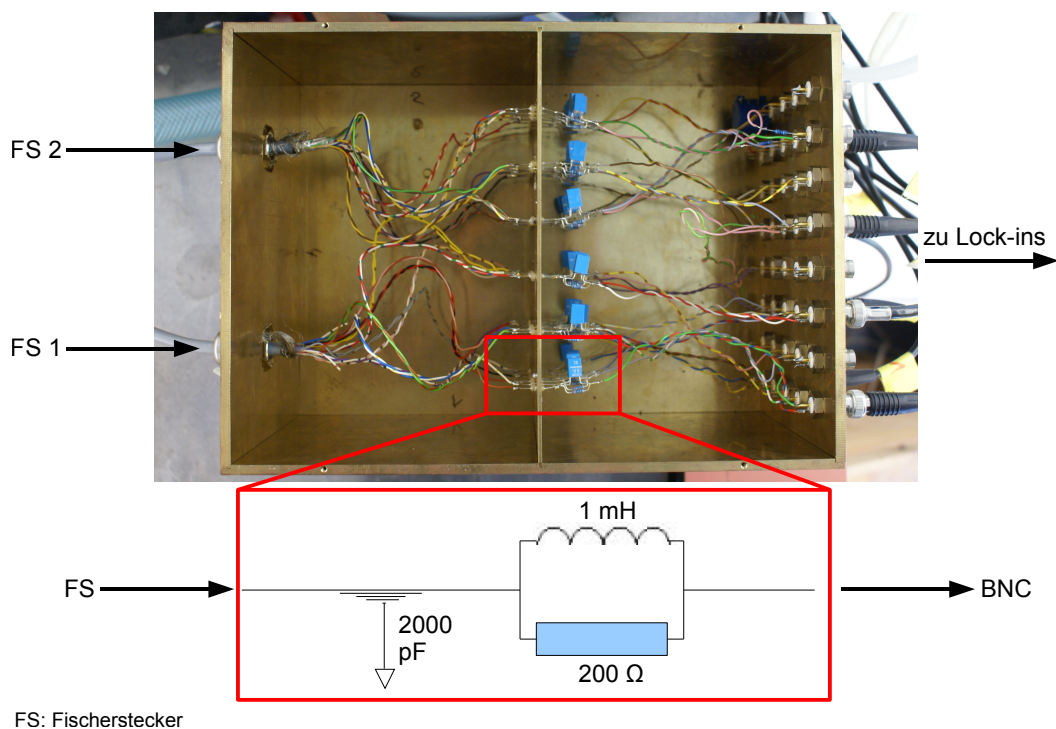 FS 2
zu Lock-ins
FS 1
1 mH
FS
BNC
2000
pF
200 Ω
FS: Fischerstecker